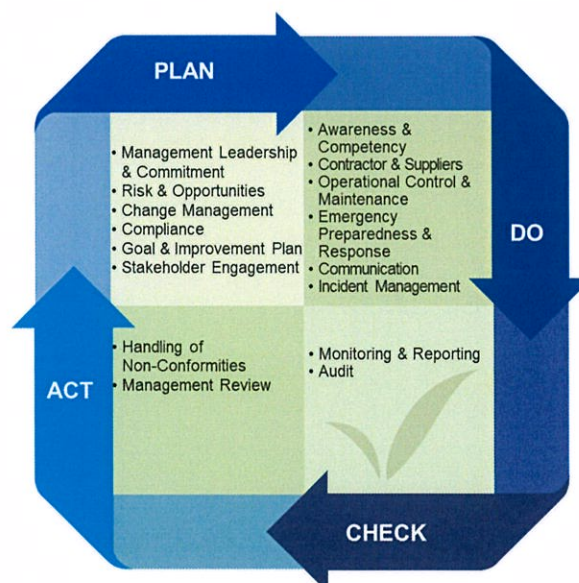 PLAN
• Management Leadership
& Commitment
• Risk & Opportunities
• Change Management
• Compliance
• Goal & Improvement Plan
• Stakeholder Engagement
• Awareness &
Competency
• Contractor & Suppliers
• Operational Control &
Maintenance
• Emergency
Preparedness &
Response
• Communication
• Incident Management
DO
ACT
• Handling of
Non-Conformities
• Management Review
• Monitoring & Reporting
• Audit
CHECK